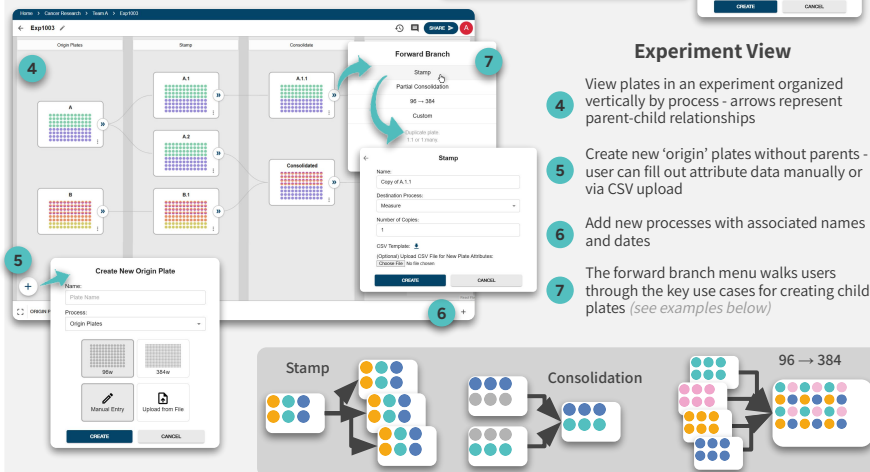 CREATE CANCEL
Home > Cancer Research > Team A > Exp1003
← Exp1003
SHARE A
Origin Plates Stamp Consolidate
4
A
B
A.1
A.2
B.1
A.1.1
Consolidated
7
Forward Branch
Stamp
Partial Consolidation
96 → 384
Custom
Duplicate plate
1:1 or 1:many
Stamp
Name:
Copy of A.1.1
Destination Process:
Measure
Number of Copies:
1
CSV Template:
(Optional) Upload CSV File for New Plate Attributes:
Choose File No file chosen
CREATE CANCEL
5
Create New Origin Plate
Name:
Plate Name
Process:
Origin Plates
96w 384w
Manual Entry Upload from File
CREATE CANCEL
6
Experiment View
4 View plates in an experiment organized
vertically by process - arrows represent
parent-child relationships
5 Create new ‘origin’ plates without parents -
user can fill out attribute data manually or
via CSV upload
6 Add new processes with associated names
and dates
7 The forward branch menu walks users
through the key use cases for creating child
plates (see examples below)
Stamp
Consolidation
96 → 384